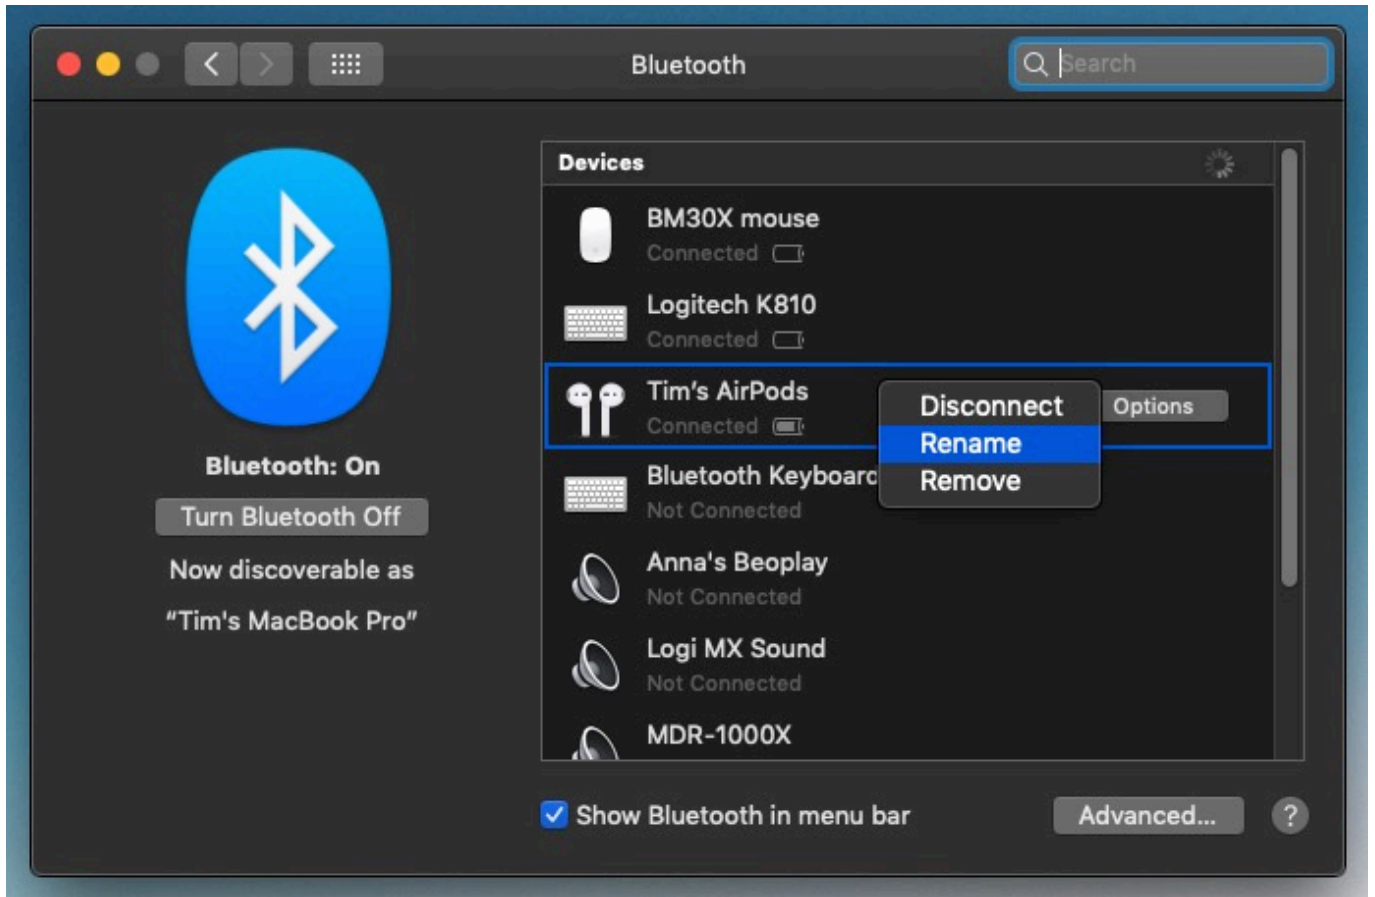 Bluetooth
Search
Devices
BM30X mouse
Connected
Logitech K810
Connected
Tim’s AirPods
Connected
Disconnect
Rename
Remove
Options
Bluetooth Keyboard
Not Connected
Anna's Beoplay
Not Connected
Logi MX Sound
Not Connected
MDR-1000X
Bluetooth: On
Turn Bluetooth Off
Now discoverable as
“Tim's MacBook Pro”
Show Bluetooth in menu bar
Advanced...
?